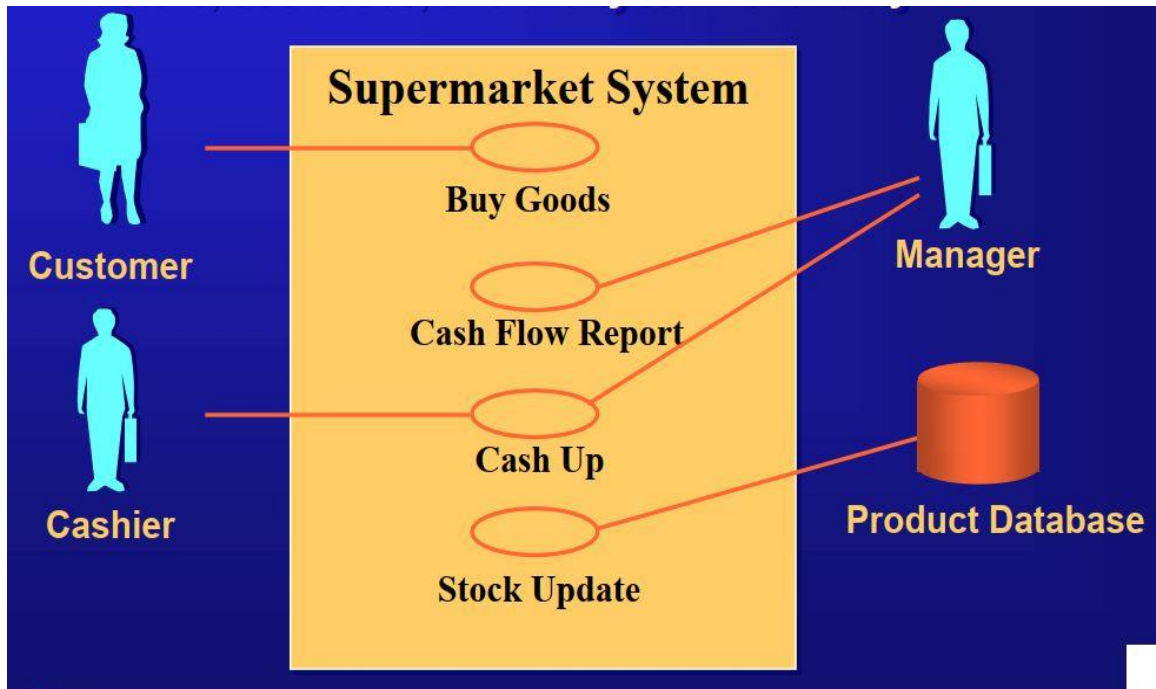 Supermarket System
Buy Goods
Customer
Manager
Cash Flow Report
Cash Up
Cashier
Product Database
Stock Update